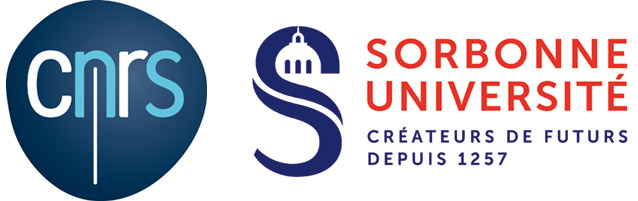 cnrs
SORBONNE
UNIVERSITÉ
CRÉATEURS DE FUTURS
DEPUIS 1257